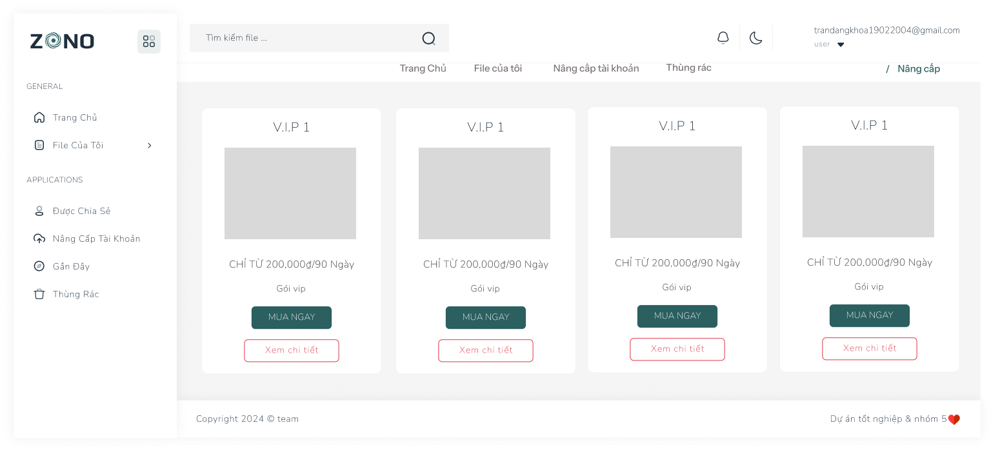 ZONO
Tìm kiếm file ...
trandangkhoa19022004@gmail.com
user
Trang Chủ
File của tôi
Nâng cấp tài khoản
Thùng rác
/ Nâng cấp
GENERAL
Trang Chủ
File Của Tôi
APPLICATIONS
Được Chia Sẻ
Nâng Cấp Tài Khoản
Gần Đây
Thùng Rác
V.I.P 1
CHỈ TỪ 200,000₫/90 Ngày
Gói vip
MUA NGAY
Xem chi tiết
V.I.P 1
CHỈ TỪ 200,000₫/90 Ngày
Gói vip
MUA NGAY
Xem chi tiết
V.I.P 1
CHỈ TỪ 200,000₫/90 Ngày
Gói vip
MUA NGAY
Xem chi tiết
V.I.P 1
CHỈ TỪ 200,000₫/90 Ngày
Gói vip
MUA NGAY
Xem chi tiết
Copyright 2024 © team
Dự án tốt nghiệp & nhóm 5